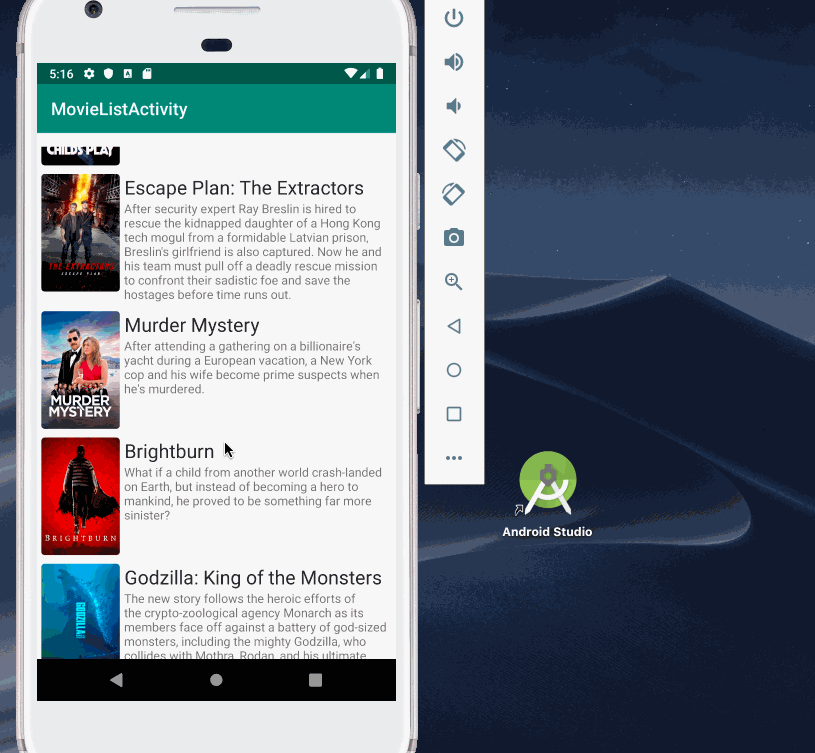 5:16
MovieListActivity
CHILD'S PLAY
Escape Plan: The Extractors
After security expert Ray Breslin is hired to
rescue the kidnapped daughter of a Hong Kong
tech mogul from a formidable Latvian prison,
Breslin's girlfriend is also captured. Now he and
his team must pull off a deadly rescue mission
to confront their sadistic foe and save the
hostages before time runs out.
THE EXTRACTORS
ESCAPE PLAN
Murder Mystery
After attending a gathering on a billionaire's
yacht during a European vacation, a New York
cop and his wife become prime suspects when
he's murdered.
MURDER
MYSTERY
Brightburn
What if a child from another world crash-landed
on Earth, but instead of becoming a hero to
mankind, he proved to be something far more
sinister?
BRIGHTBURN
Godzilla: King of the Monsters
The new story follows the heroic efforts of
the crypto-zoological agency Monarch as its
members face off against a battery of god-sized
monsters, including the mighty Godzilla, who
collides with Mothra, Rodan, and his ultimate
GODZILLA
Android Studio